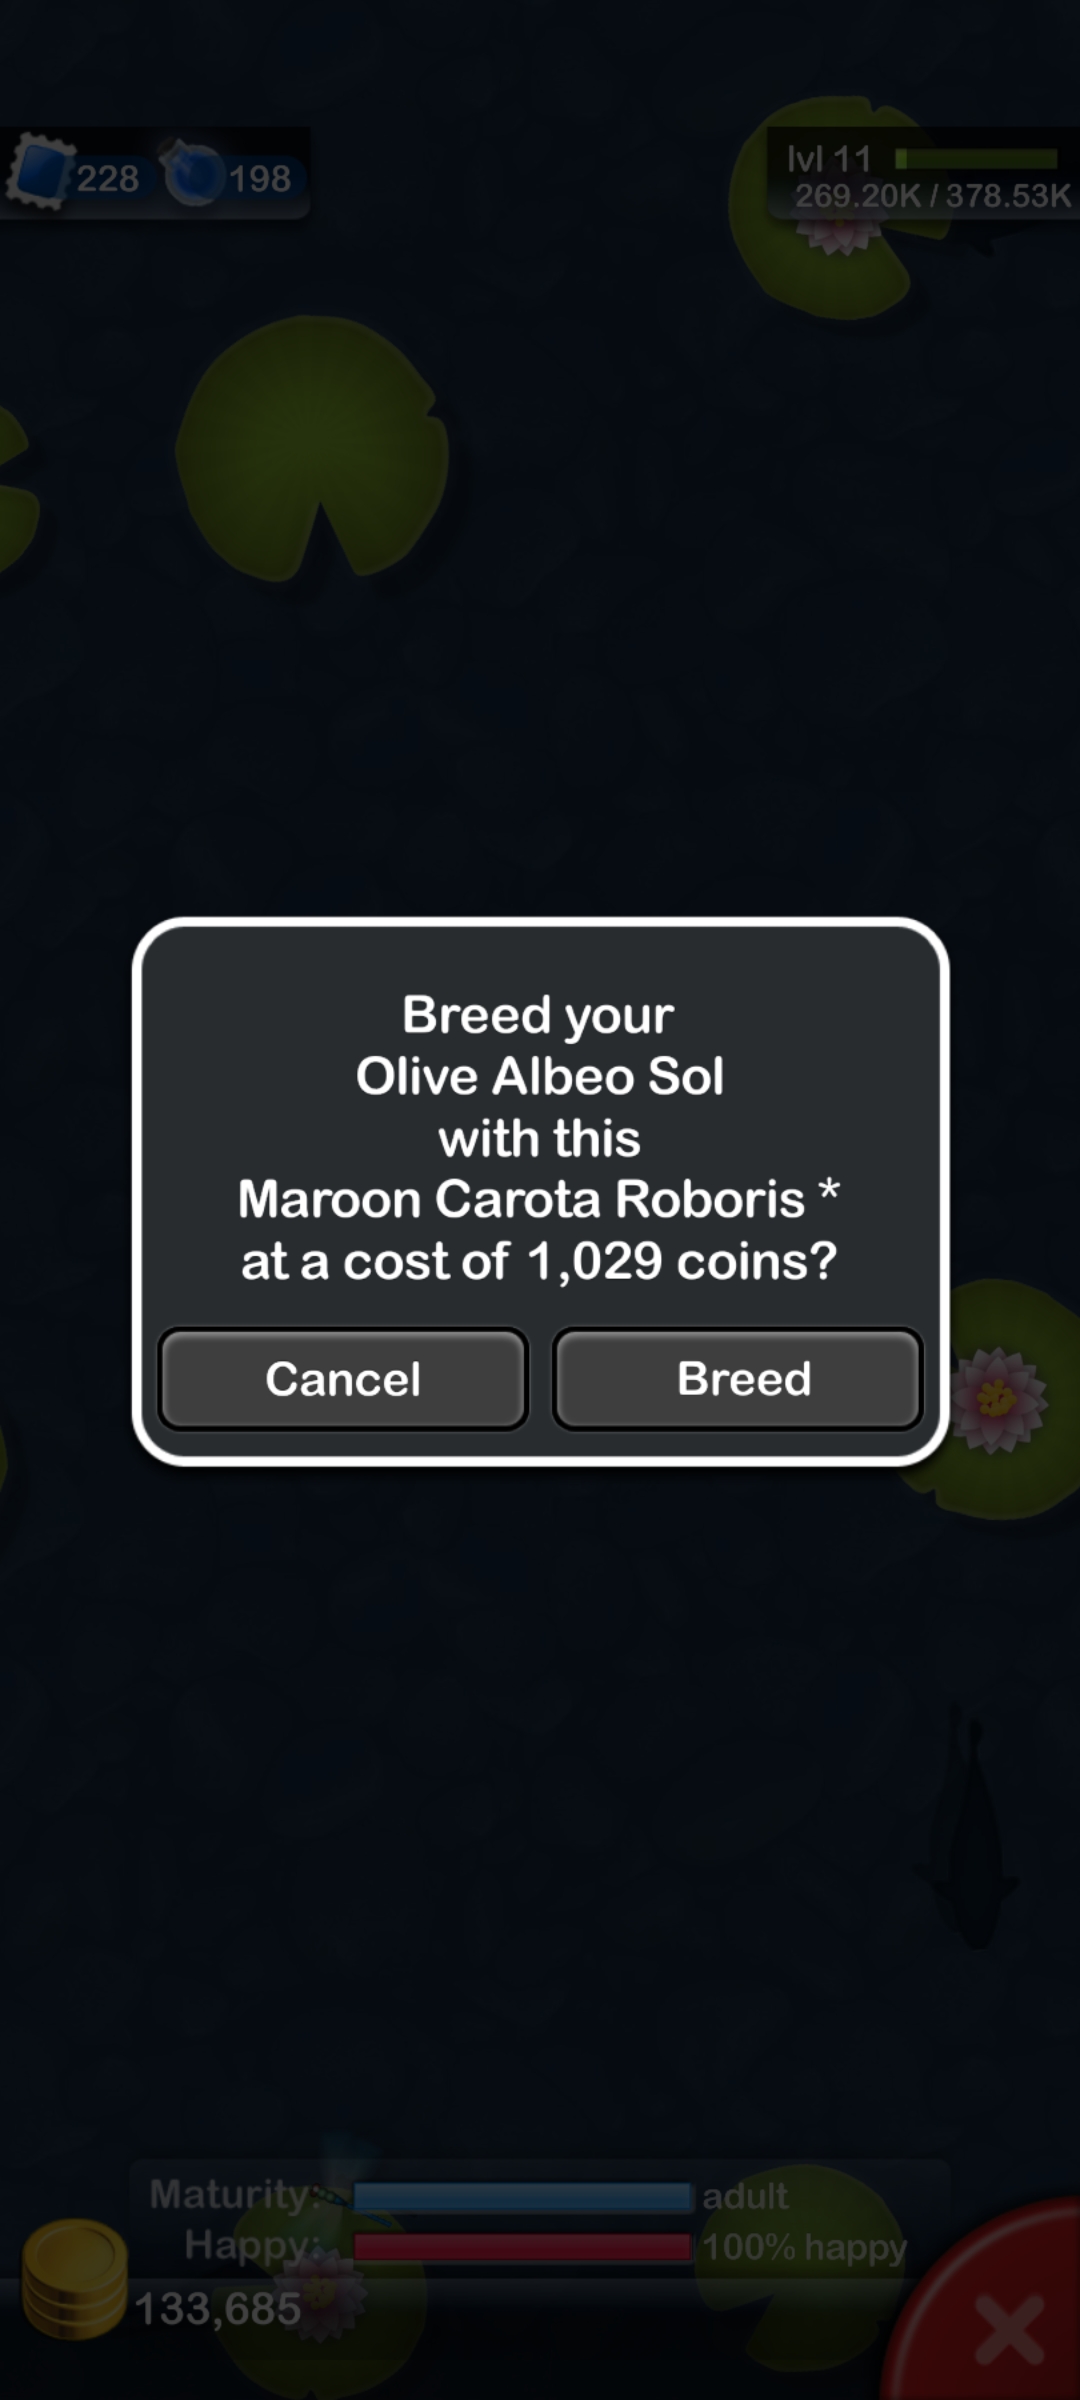 228 198
lvl 11
269.20K / 378.53K
Breed your
Olive Albeo Sol
with this
Maroon Carota Roboris *
at a cost of 1,029 coins?
Cancel Breed
Maturity: adult
Happy: 100% happy
133,685